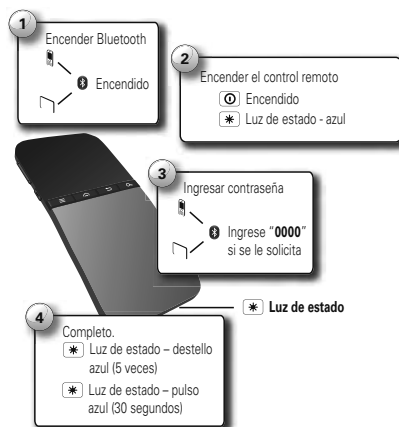 1
Encender Bluetooth
Encendido
2
Encender el control remoto
Encendido
Luz de estado - azul
3
Ingresar contraseña
Ingrese “0000”
si se le solicita
Luz de estado
4
Completo.
Luz de estado – destello
azul (5 veces)
Luz de estado – pulso
azul (30 segundos)